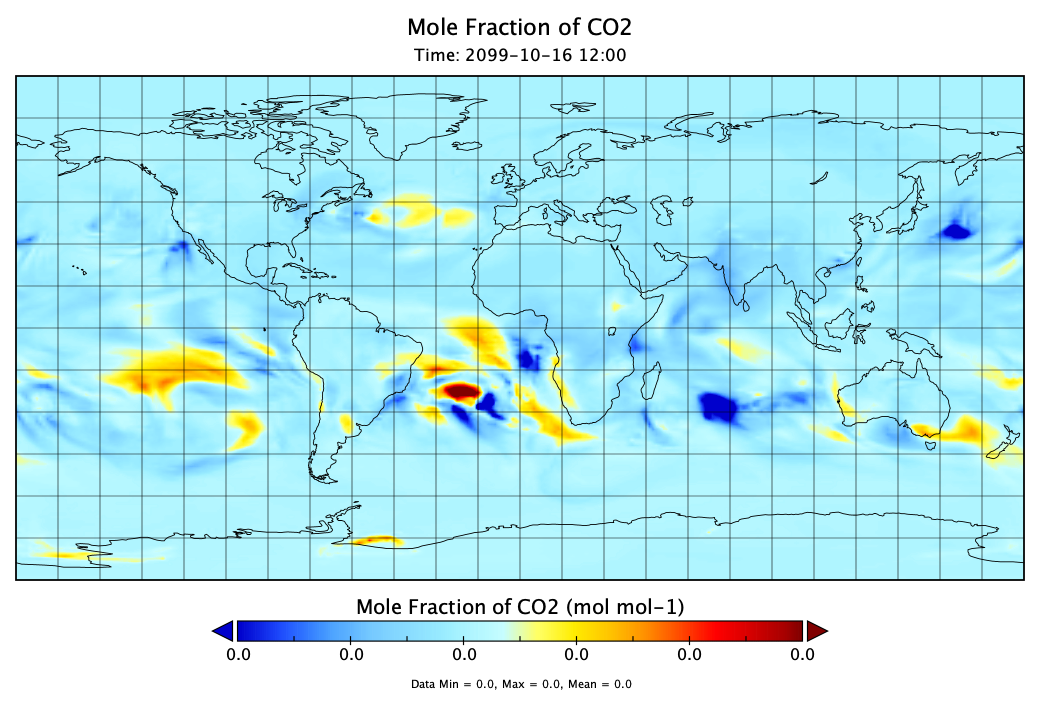 Mole Fraction of CO2
Time: 2099-10-16 12:00
Mole Fraction of CO2 (mol mol-1)
0.0 0.0 0.0 0.0 0.0 0.0
Data Min = 0.0, Max = 0.0, Mean = 0.0